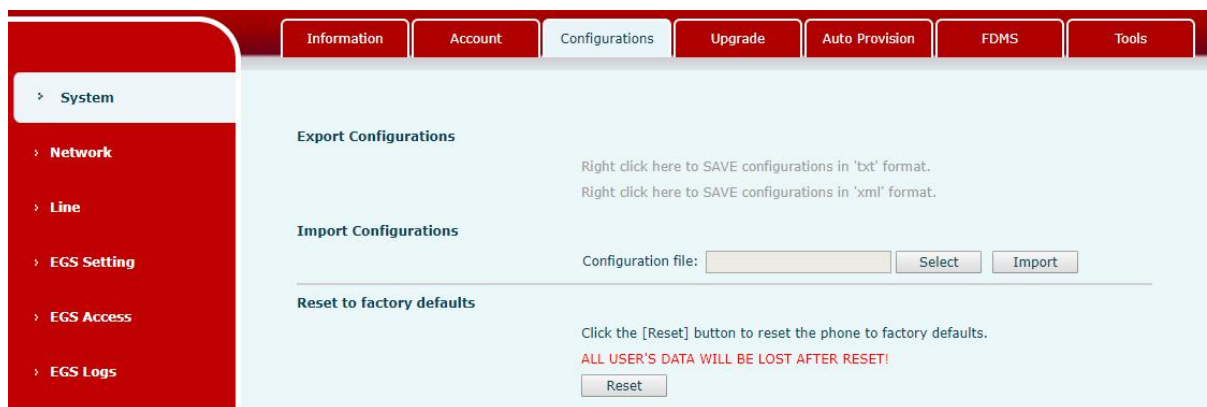 Information Account Configurations Upgrade Auto Provision FDMS Tools
System
Network
Line
EGS Setting
EGS Access
EGS Logs
Export Configurations
Right click here to SAVE configurations in 'txt' format.
Right click here to SAVE configurations in 'xml' format.
Import Configurations
Configuration file: Select Import
Reset to factory defaults
Click the [Reset] button to reset the phone to factory defaults.
ALL USER'S DATA WILL BE LOST AFTER RESET!
Reset